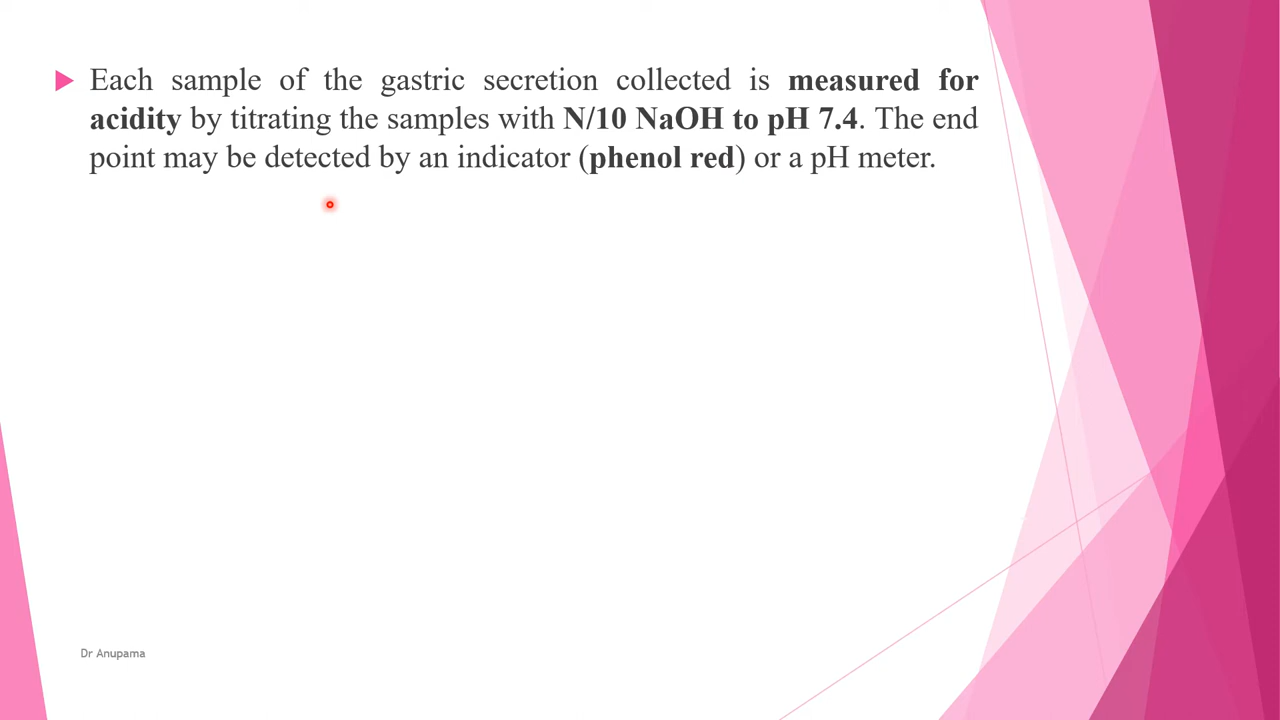 Each sample of the gastric secretion collected is measured for
acidity by titrating the samples with N/10 NaOH to pH 7.4. The end
point may be detected by an indicator (phenol red) or a pH meter.
Dr Anupama